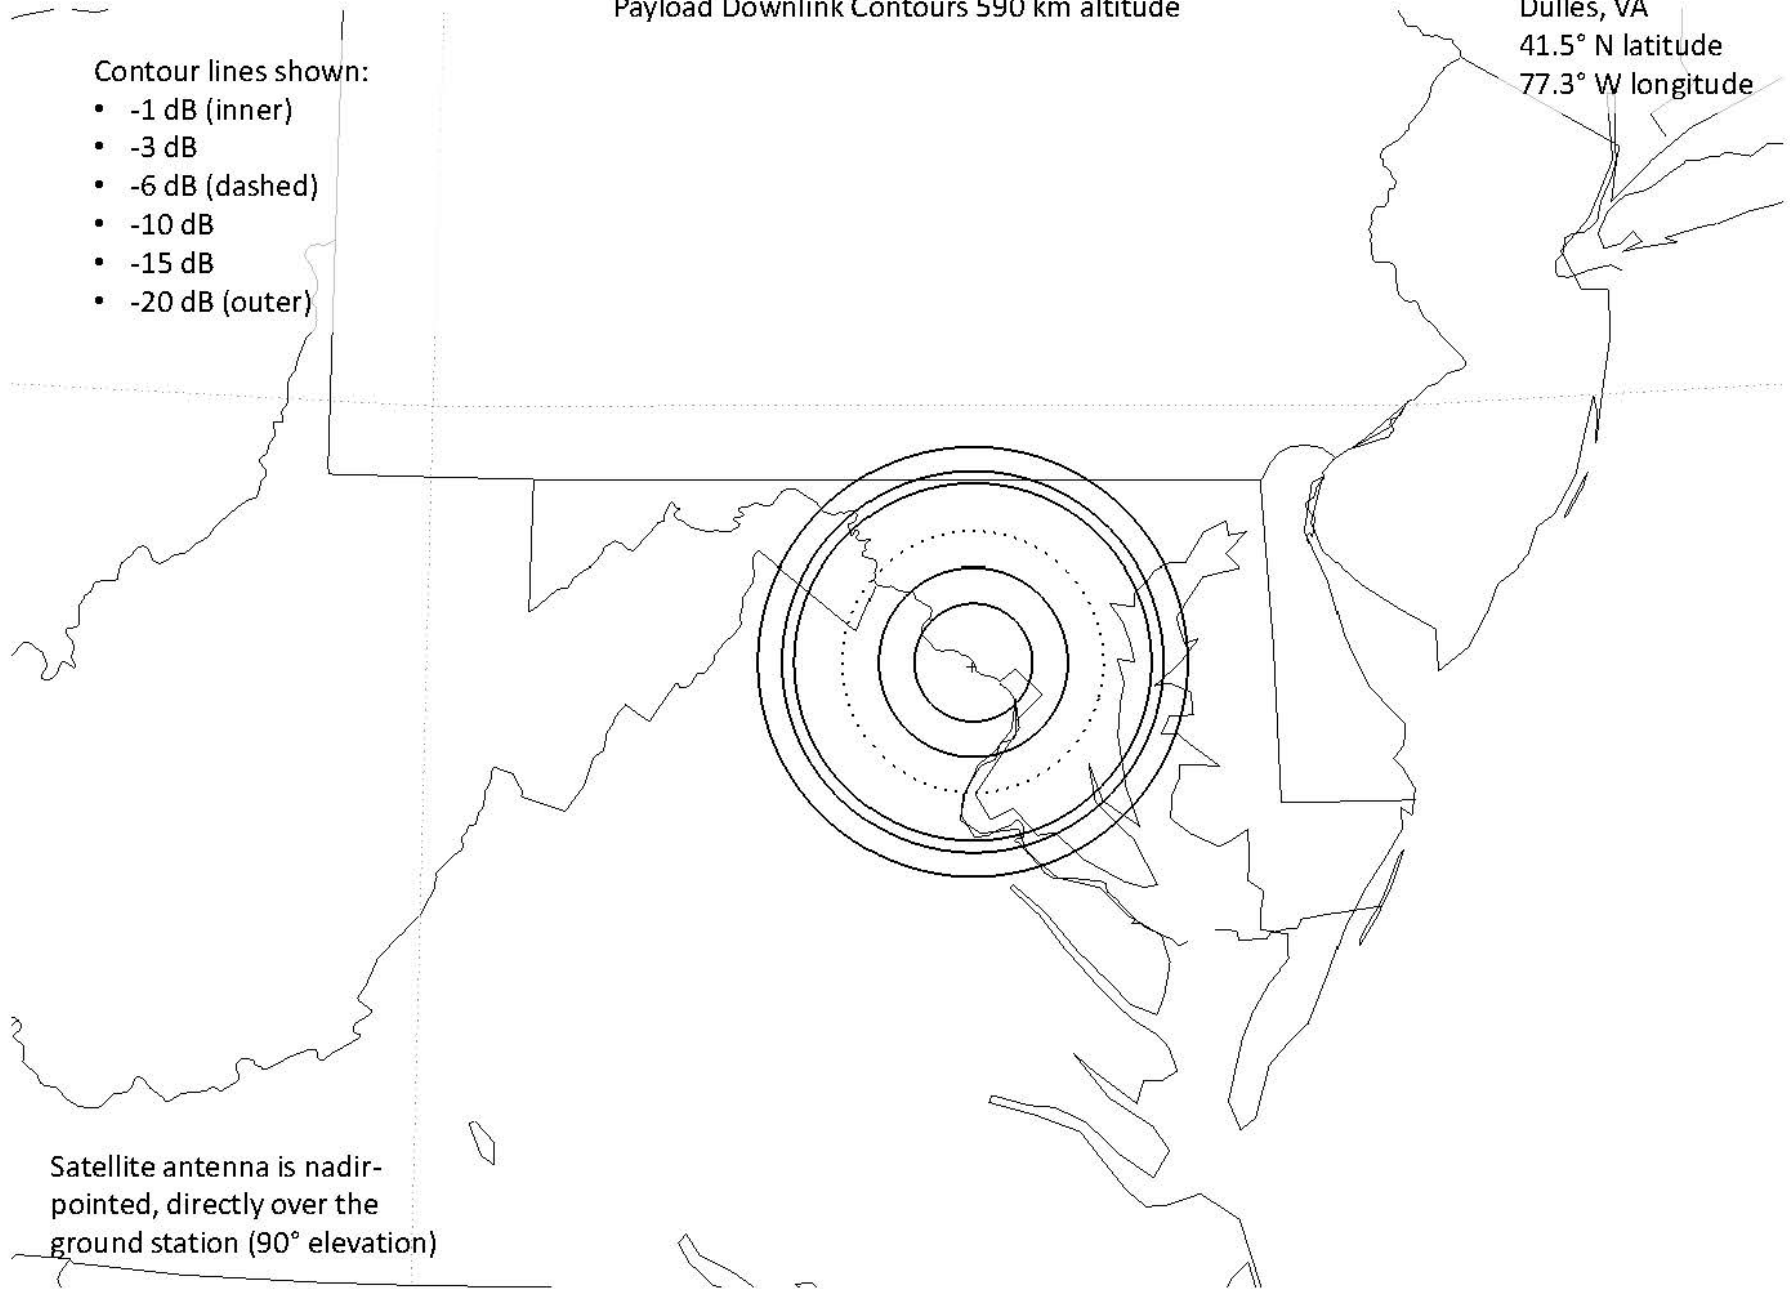 Payload Downlink Contours 590 km altitude
Dulles, VA
41.5° N latitude
77.3° W longitude
Contour lines shown:
• -1 dB (inner)
• -3 dB
• -6 dB (dashed)
• -10 dB
• -15 dB
• -20 dB (outer)
Satellite antenna is nadir-
pointed, directly over the
ground station (90° elevation)